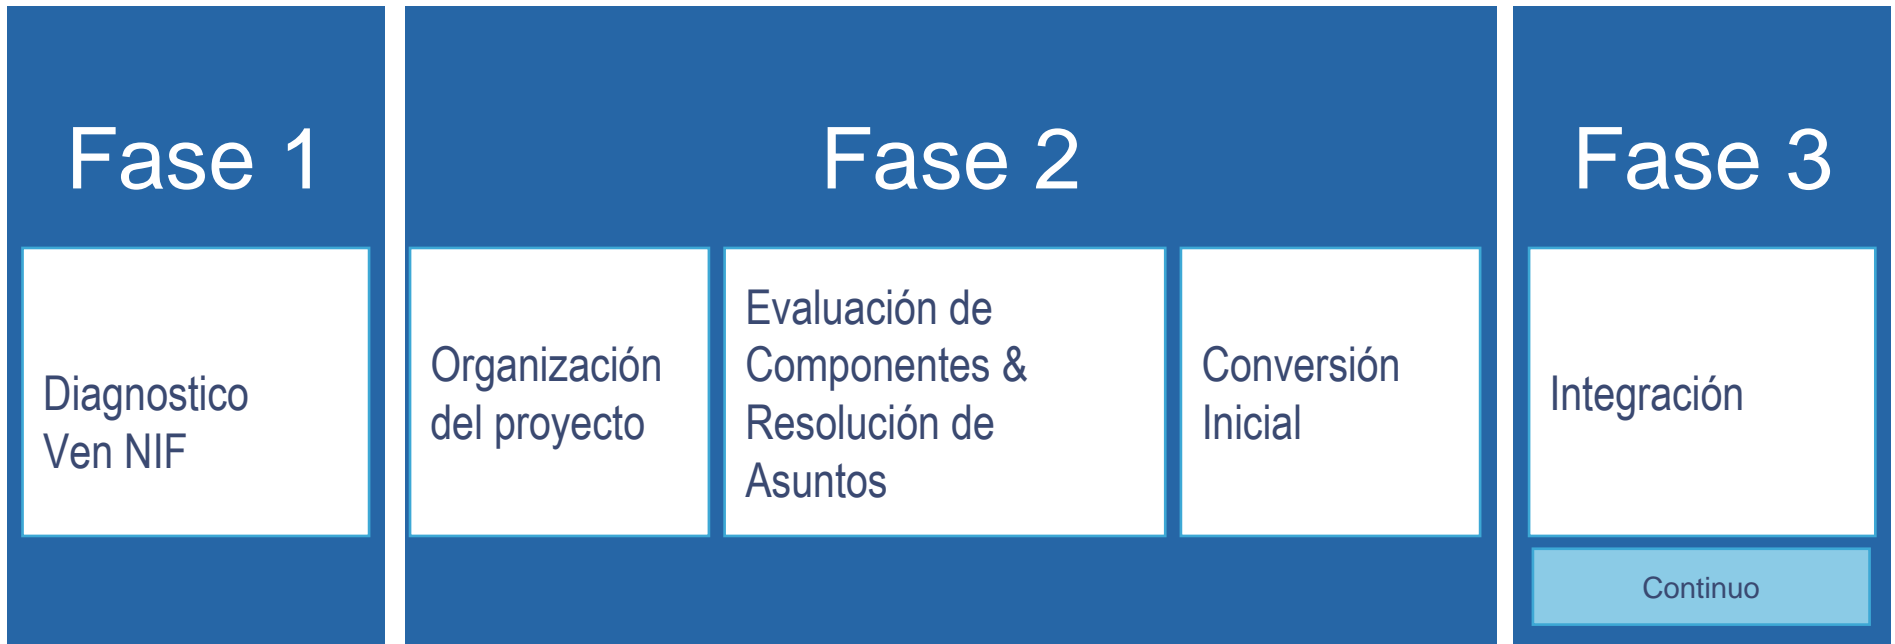 Fase 1
Diagnostico
Ven NIF
Fase 2
Organización
del proyecto
Evaluación de
Componentes &
Resolución de
Asuntos
Conversión
Inicial
Fase 3
Integración
Continuo